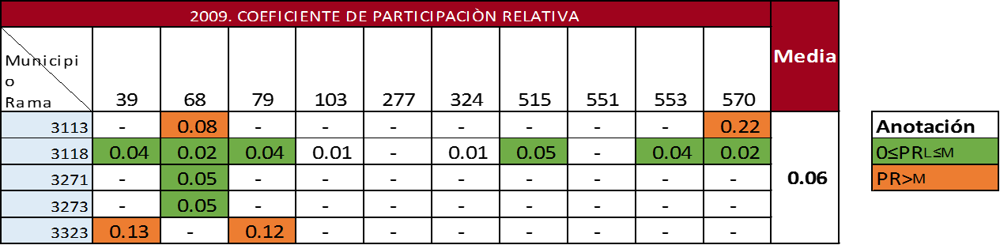 2009. COEFICIENTE DE PARTICIPACIÒN RELATIVA
Media
Municipi
o
Rama
39 68 79 103 277 324 515 551 553 570
3113 - 0.08 - - - - - - - 0.22
3118 0.04 0.02 0.04 0.01 - 0.01 0.05 - 0.04 0.02
3271 - 0.05 - - - - - - - -
3273 - 0.05 - - - - - - - -
3323 0.13 - 0.12 - - - - - - -
0.06
Anotación
0≤PRL≤M
PR>M